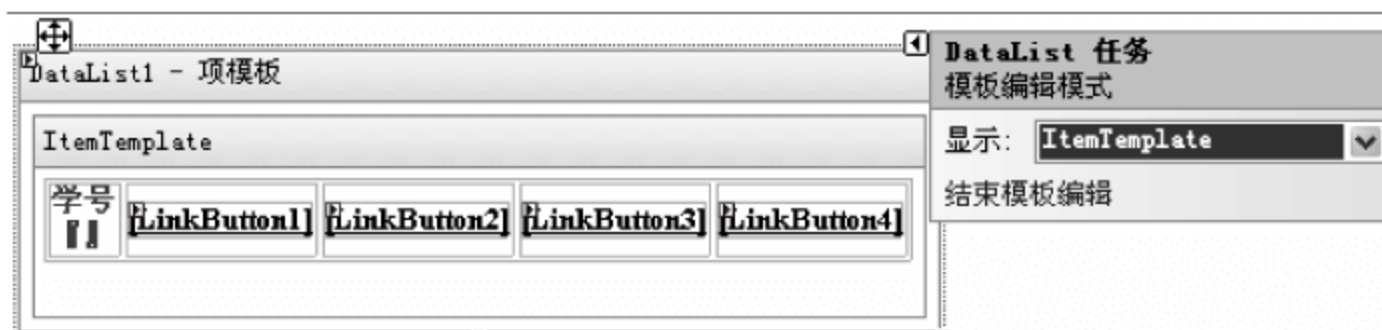 DataList1 - 项模板
ItemTemplate
学号
[LinkButton1] [LinkButton2] [LinkButton3] [LinkButton4]
DataList 任务
模板编辑模式
显示: ItemTemplate
结束模板编辑